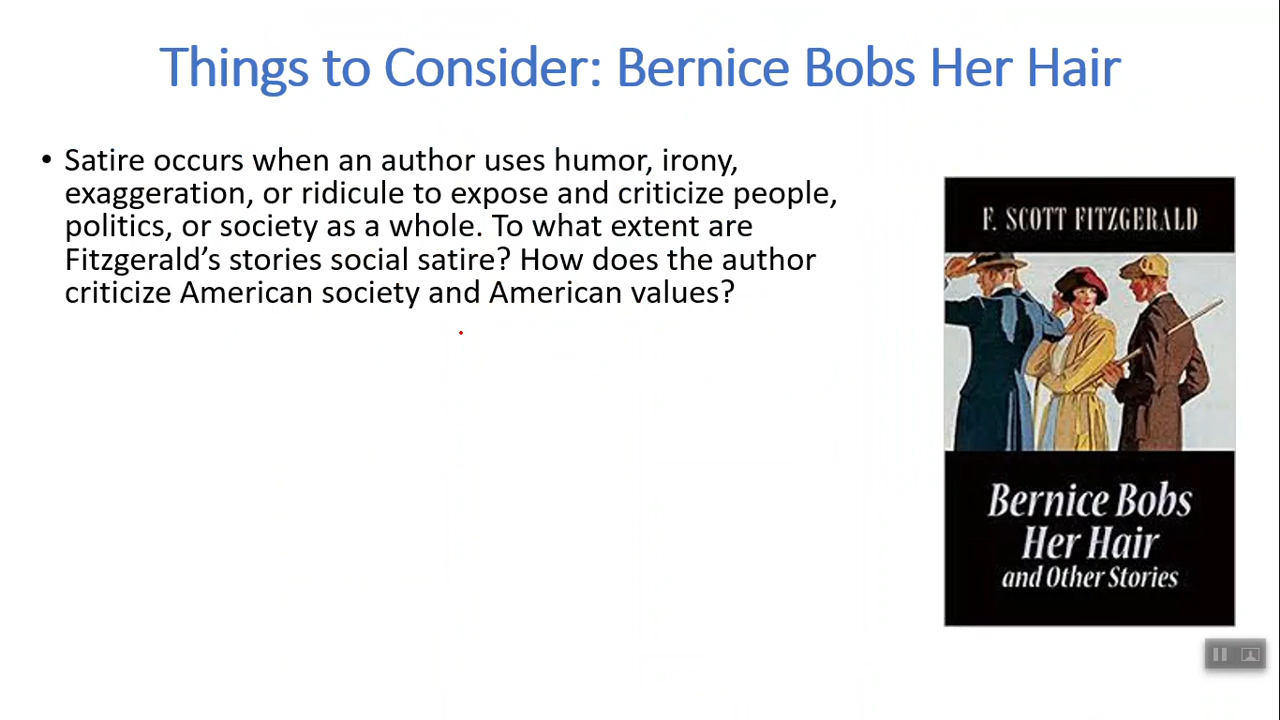 Things to Consider: Bernice Bobs Her Hair
• Satire occurs when an author uses humor, irony,
exaggeration, or ridicule to expose and criticize people,
politics, or society as a whole. To what extent are
Fitzgerald’s stories social satire? How does the author
criticize American society and American values?
F. SCOTT FITZGERALD
Bernice Bobs
Her Hair
and Other Stories